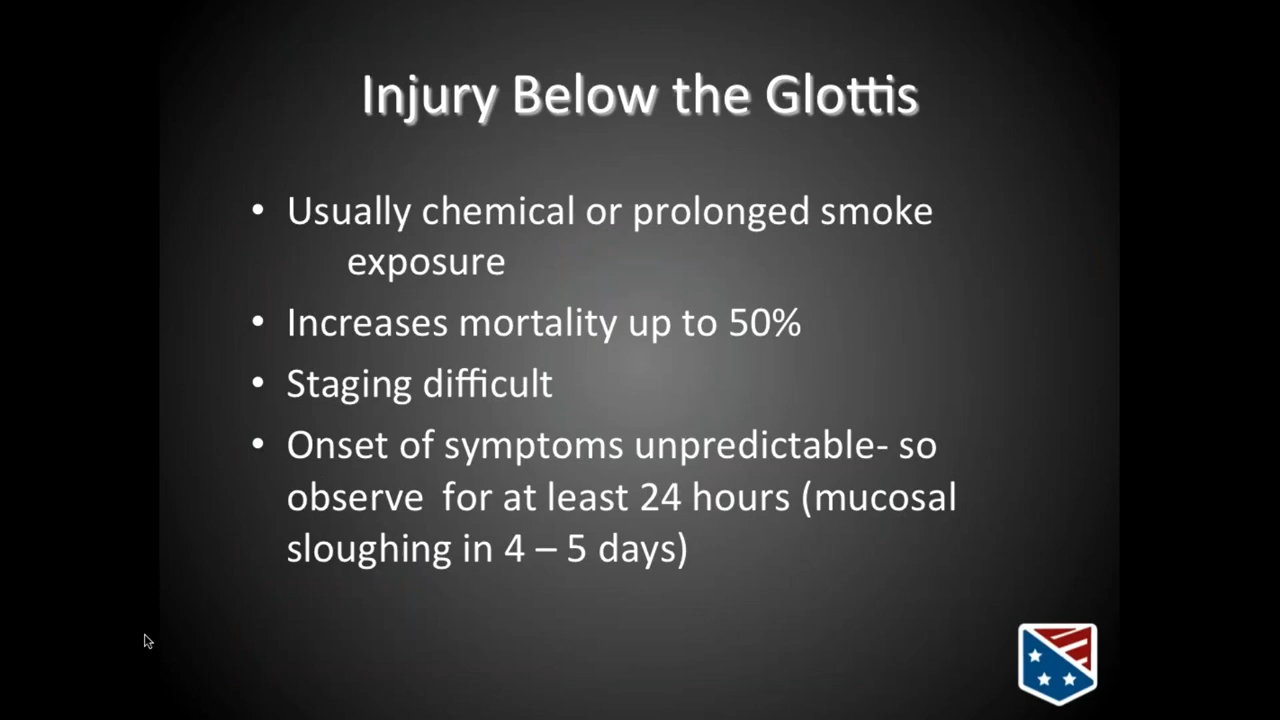 Injury Below the Glottis
• Usually chemical or prolonged smoke
exposure
• Increases mortality up to 50%
• Staging difficult
• Onset of symptoms unpredictable- so
observe  for at least 24 hours (mucosal
sloughing in 4 – 5 days)